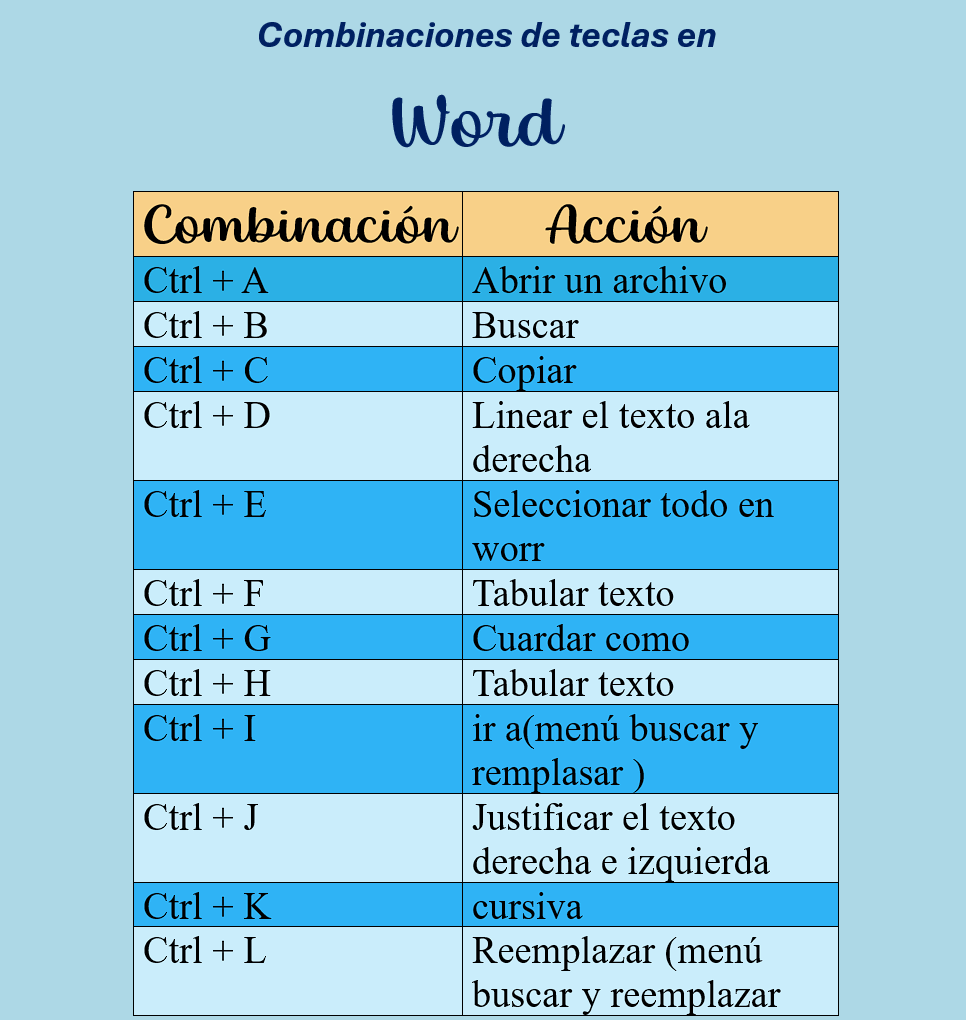 Combinaciones de teclas en
Word
Combinación Acción
Ctrl + A Abrir un archivo
Ctrl + B Buscar
Ctrl + C Copiar
Ctrl + D Linear el texto ala
derecha
Ctrl + E Seleccionar todo en
worr
Ctrl + F Tabular texto
Ctrl + G Cuardar como
Ctrl + H Tabular texto
Ctrl + I ir a(menú buscar y
remplasar )
Ctrl + J Justificar el texto
derecha e izquierda
Ctrl + K cursiva
Ctrl + L Reemplazar (menú
buscar y reemplazar